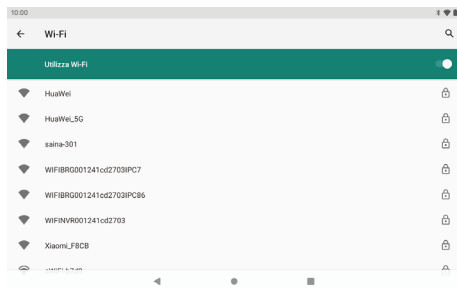 10:00
Wi-Fi
Utilizza Wi-Fi
HuaWei
HuaWei_5G
saina-301
WIFIBRG001241cd2703IPC7
WIFIBRG001241cd2703IPC86
WIFINVR001241cd2703
Xiaomi_F8CB